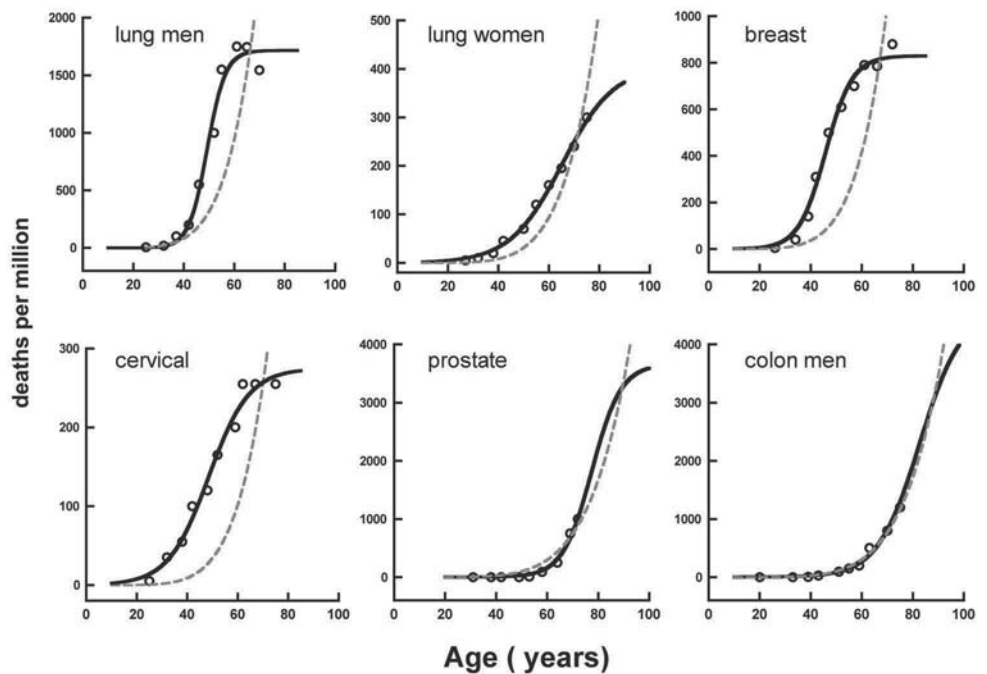 lung men
2000
1500
1000
500
0
0 20 40 60 80 100
lung women
500
400
300
200
100
0
0 20 40 60 80 100
breast
1000
800
600
400
200
0
0 20 40 60 80 100
cervical
300
200
100
0
0 20 40 60 80 100
prostate
4000
3000
2000
1000
0
0 20 40 60 80 100
colon men
4000
3000
2000
1000
0
0 20 40 60 80 100
deaths per million
Age ( years)